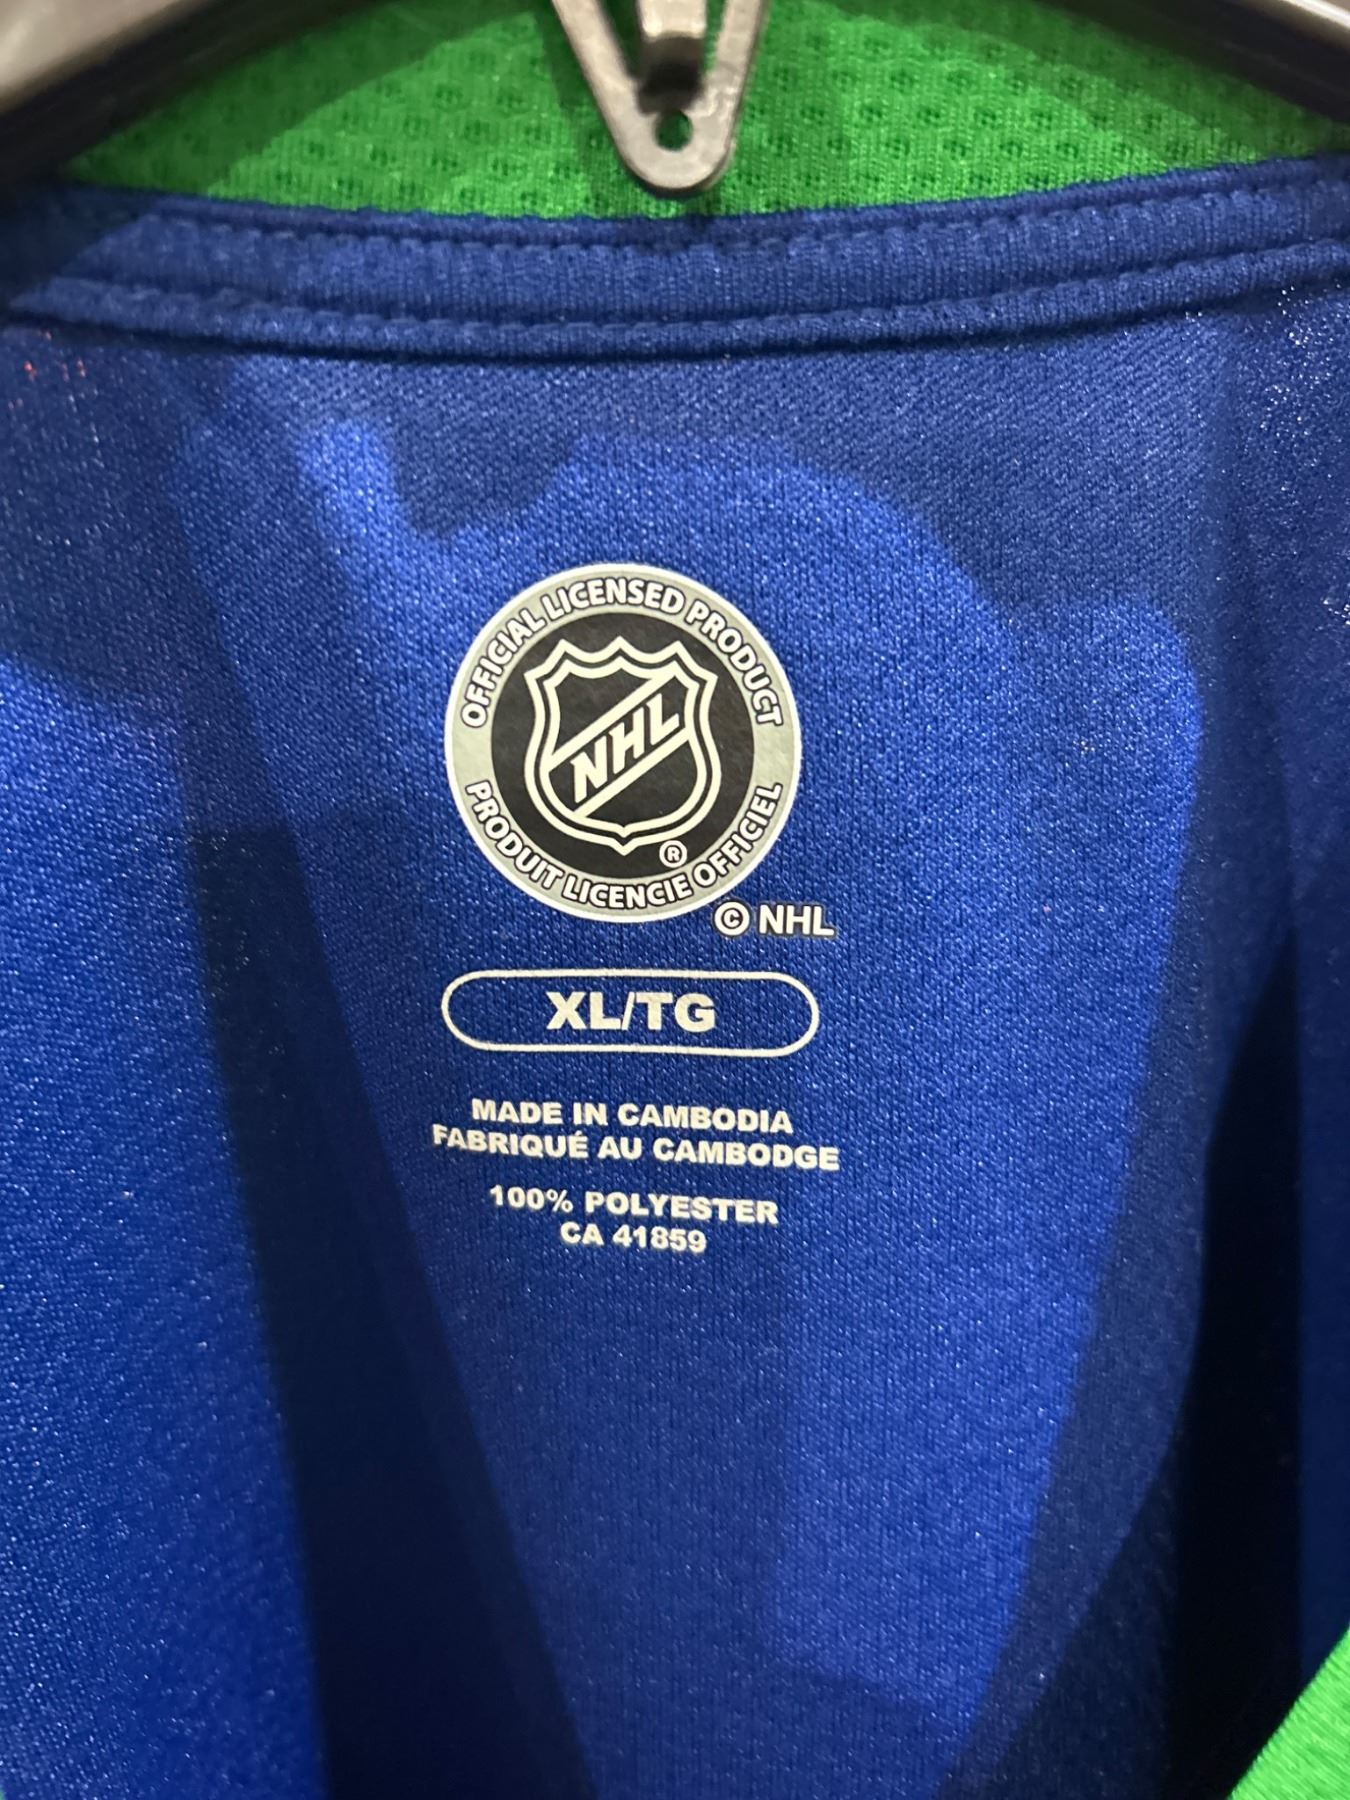 OFFICIAL LICENSED PRODUCT
NHL
®
PRODUIT LICENCIE OFFICIEL
© NHL
XL/TG
MADE IN CAMBODIA
FABRIQUÉ AU CAMBODGE
100% POLYESTER
CA 41859